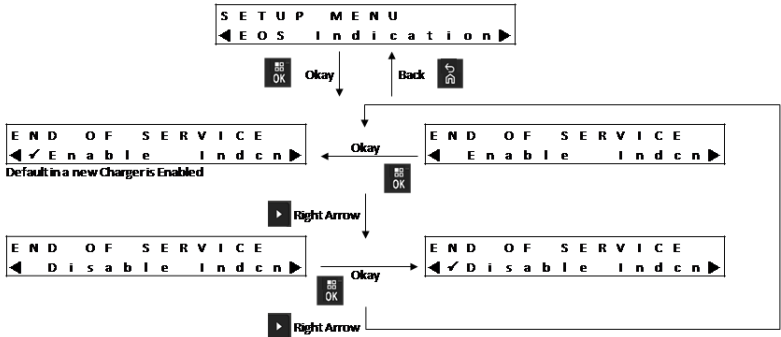 SETUP MENU
◀EOS Indication▶
OK Okay Back
END OF SERVICE
◀✓Enable Indcn▶
Default in a new Charger is Enabled
Okay
OK
END OF SERVICE
◀ Enable Indcn▶
Right Arrow
END OF SERVICE
◀ Disable Indcn▶
OK
Okay
END OF SERVICE
◀✓Disable Indcn▶
Right Arrow